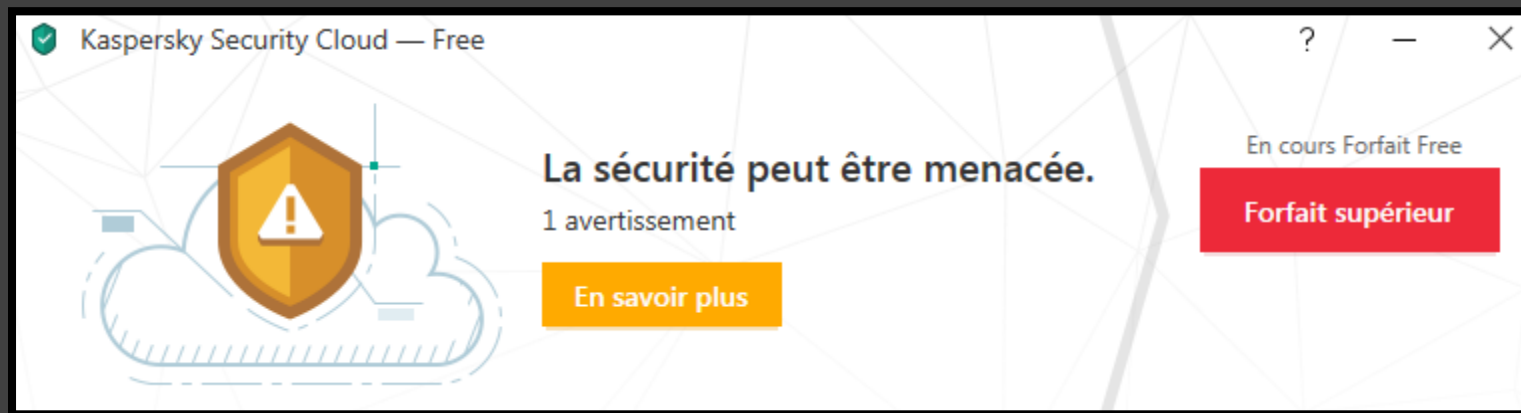 Kaspersky Security Cloud — Free
?
La sécurité peut être menacée.
1 avertissement
En savoir plus
En cours Forfait Free
Forfait supérieur